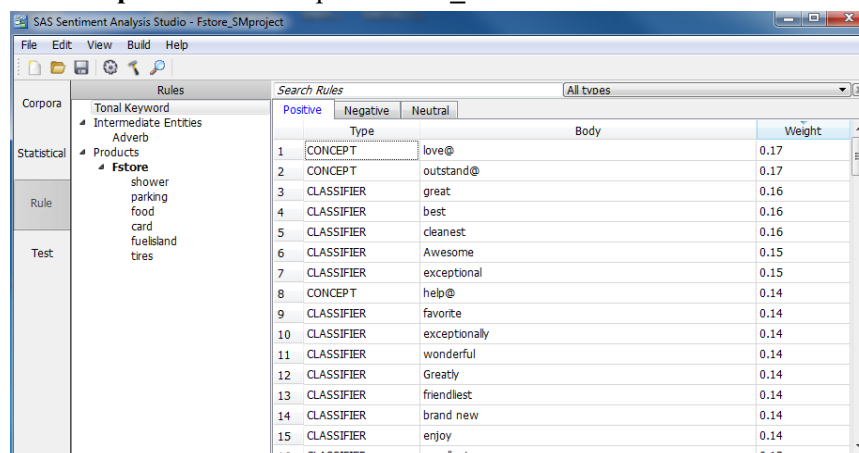 SAS Sentiment Analysis Studio - Fstore_SMproject
File Edit View Build Help
Rules
Search Rules
All types
Corpora
Statistical
Rule
Test
Tonal Keyword
Intermediate Entities
Adverb
Products
Fstore
shower
parking
food
card
fuelisland
tires
Positive Negative Neutral
Type Body Weight
1 CONCEPT love@ 0.17
2 CONCEPT outstand@ 0.17
3 CLASSIFIER great 0.16
4 CLASSIFIER best 0.16
5 CLASSIFIER cleanest 0.16
6 CLASSIFIER Awesome 0.15
7 CLASSIFIER exceptional 0.15
8 CONCEPT help@ 0.14
9 CLASSIFIER favorite 0.14
10 CLASSIFIER exceptionally 0.14
11 CLASSIFIER wonderful 0.14
12 CLASSIFIER Greatly 0.14
13 CLASSIFIER friendliest 0.14
14 CLASSIFIER brand new 0.14
15 CLASSIFIER enjoy 0.14